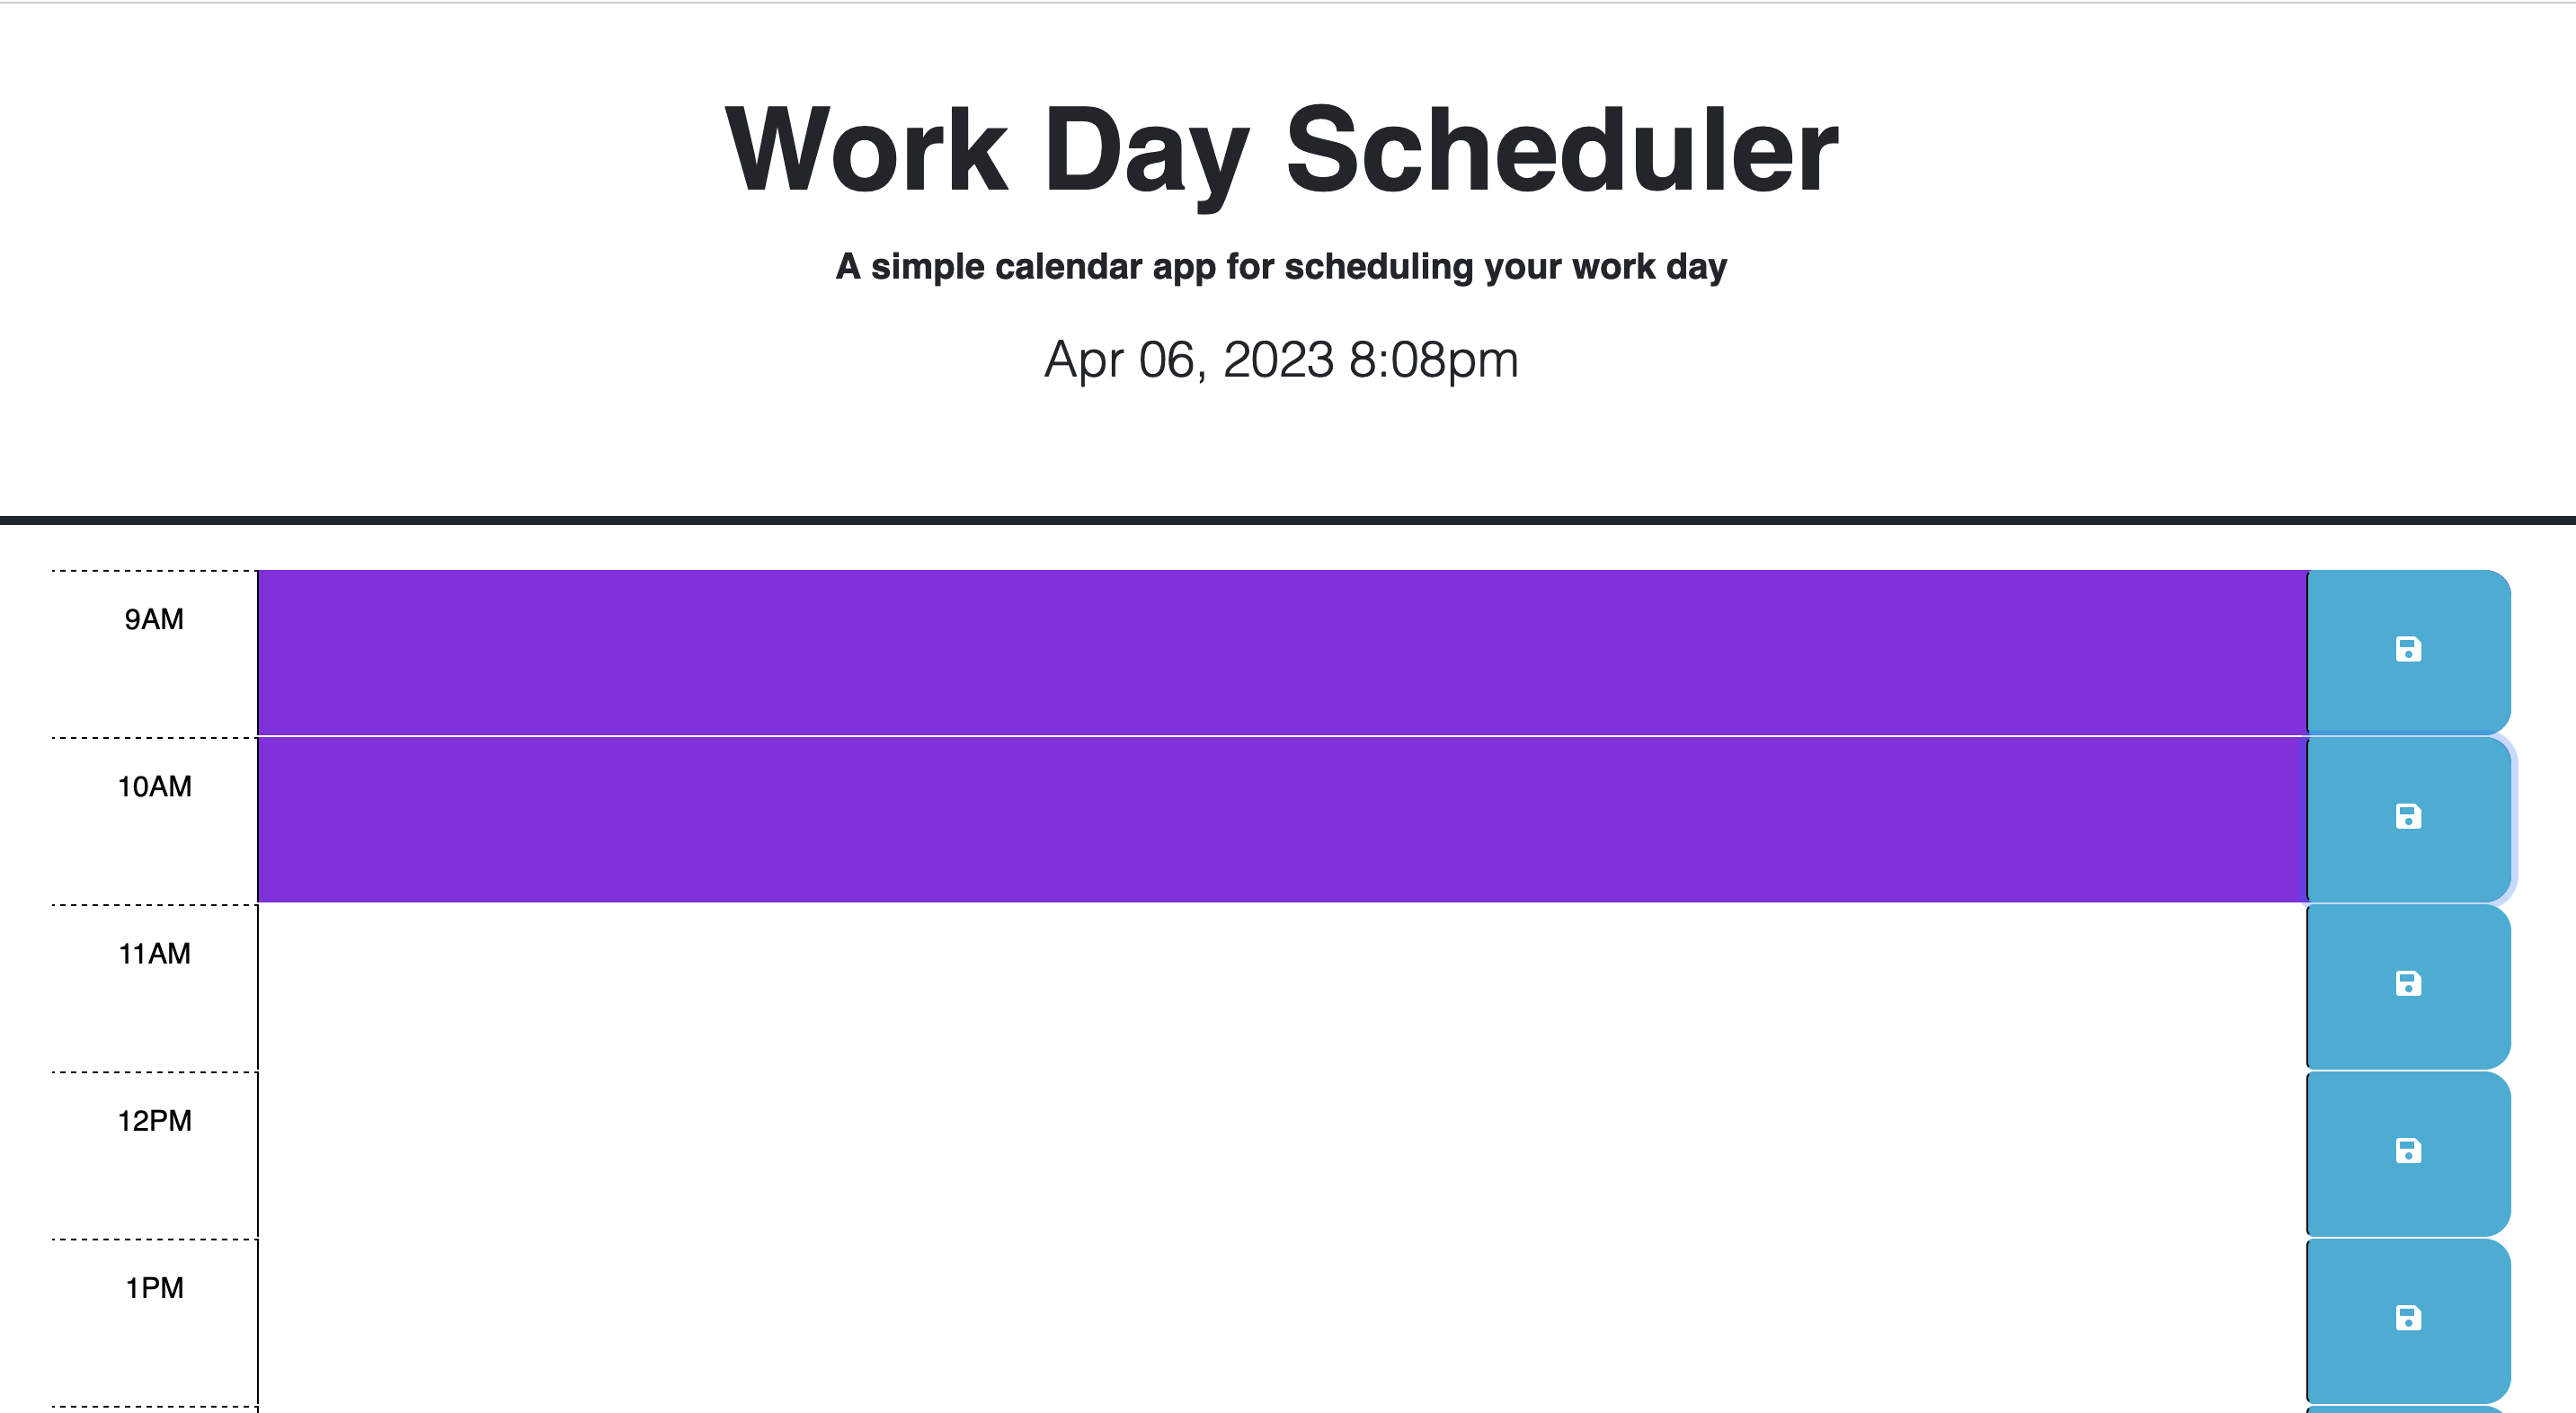 Work Day Scheduler
A simple calendar app for scheduling your work day
Apr 06, 2023 8:08pm
9AM
10AM
11AM
12PM
1PM